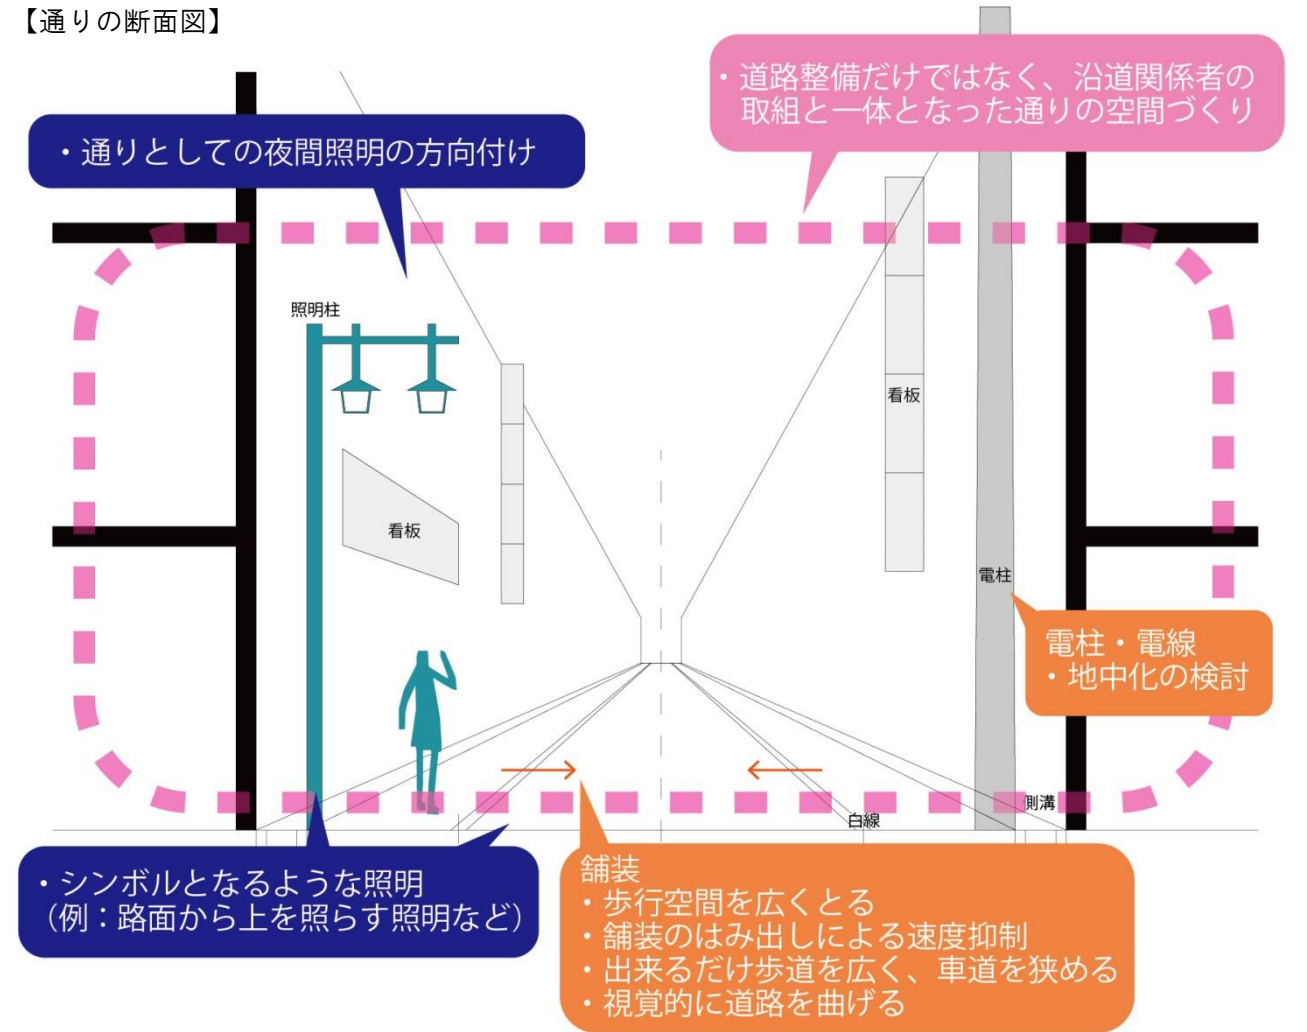 【通りの断面図】
・道路整備だけではなく、沿道関係者の
取組と一体となった通りの空間づくり
・通りとしての夜間照明の方向付け
照明柱
看板
看板
電柱
電柱・電線
・地中化の検討
側溝
白線
・シンボルとなるような照明
（例：路面から上を照らす照明など）
舗装
・歩行空間を広くとる
・舗装のはみ出しによる速度抑制
・出来るだけ歩道を広く、車道を狭める
・視覚的に道路を曲げる